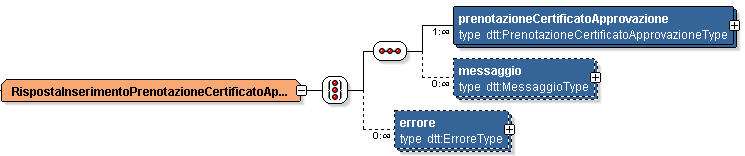 prenotazioneCertificatoApprovazione
type dtt:PrenotazioneCertificatoApprovazioneType
1:∞
messaggio
type dtt:MessaggioType
0:∞
RispostaInserimentoPrenotazioneCertificatoAp...
errore
type dtt:ErroreType
0:∞